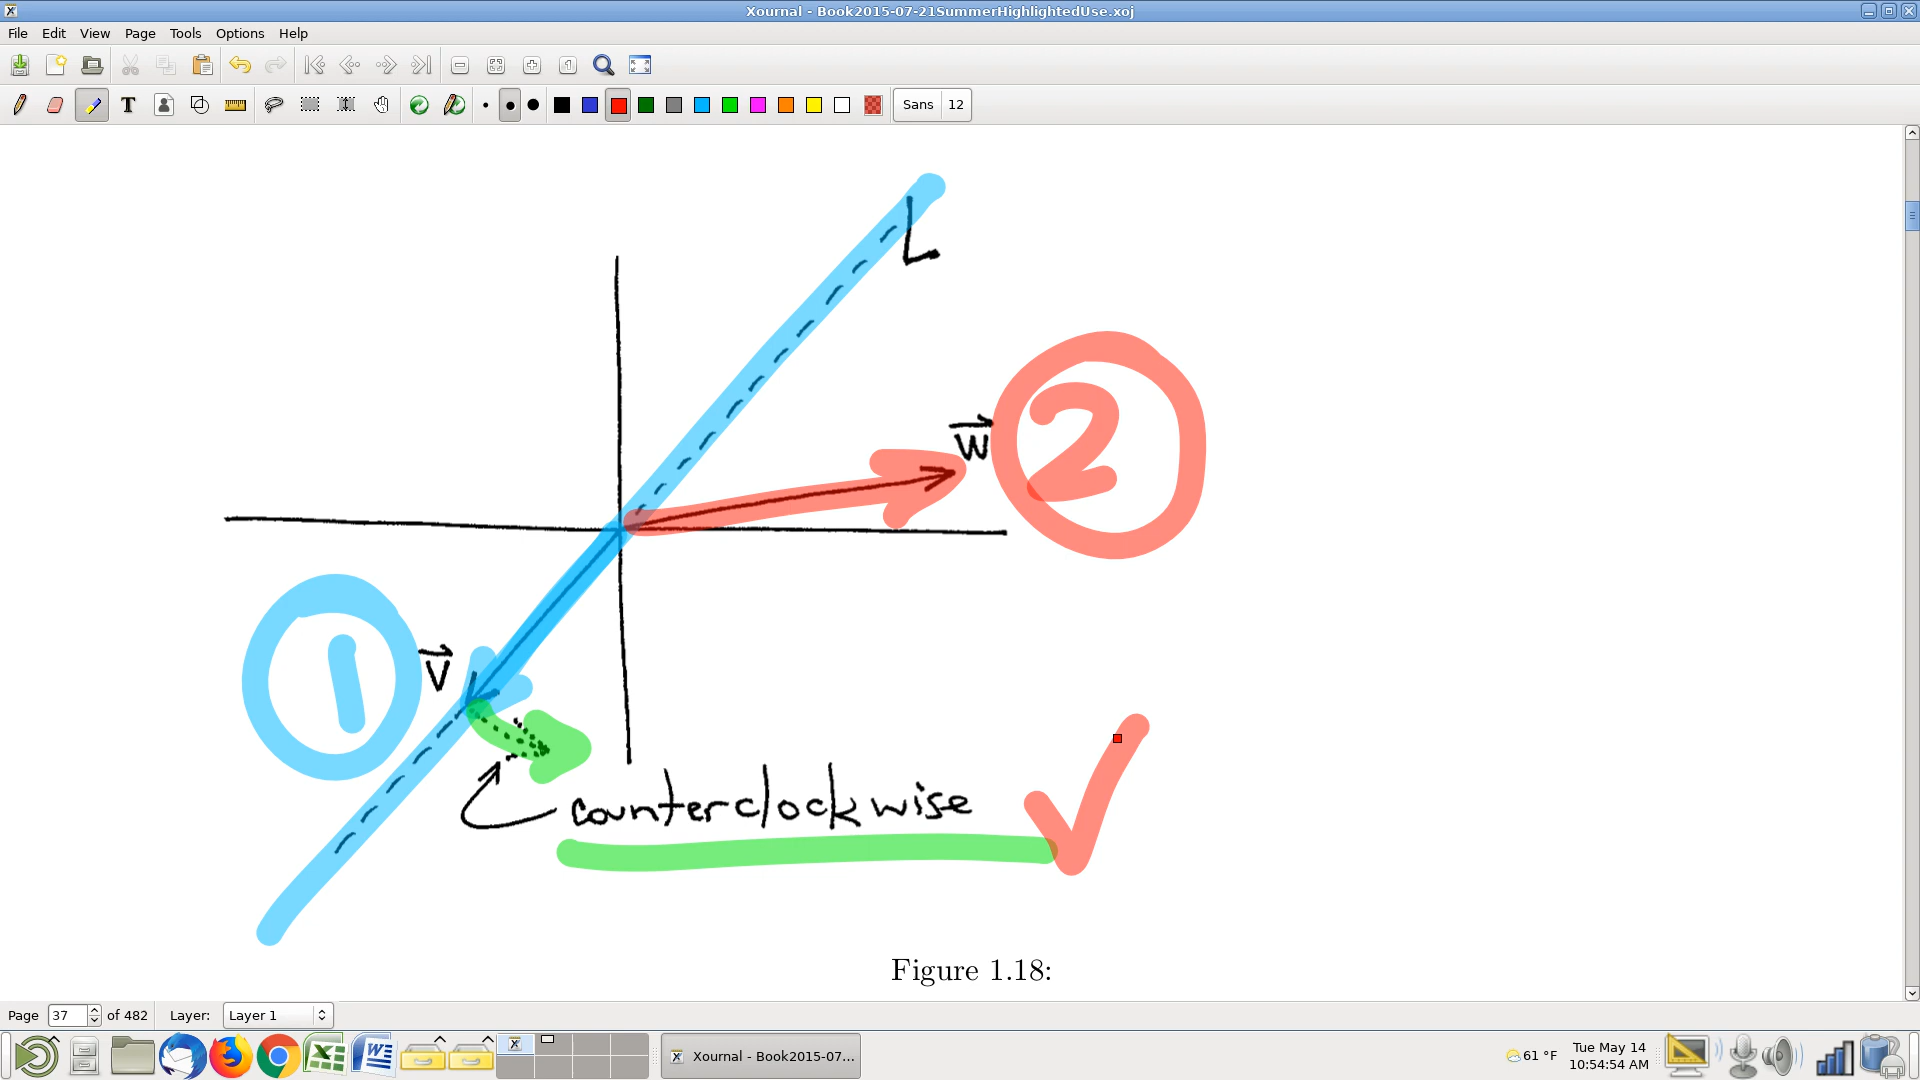 Xournal - Book2015-07-21SummerHighlightedUse.xoj
File Edit View Page Tools Options Help
Sans 12
L
W
2
1
V
counterclockwise
Figure 1.18:
Page 37 of 482 Layer: Layer 1
Xournal - Book2015-07...
61 °F
Tue May 14
10:54:54 AM